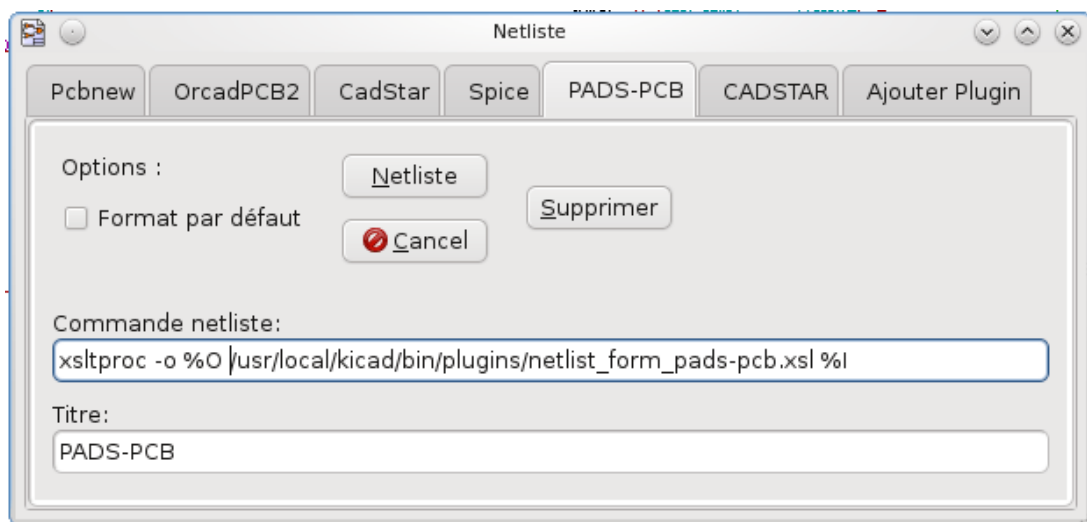 Netliste
Pcbnew OrcadPCB2 CadStar Spice PADS-PCB CADSTAR Ajouter Plugin
Options :
Netliste
Supprimer
Format par défaut
Cancel
Commande netliste:
xsltproc -o %O /usr/local/kicad/bin/plugins/netlist_form_pads-pcb.xsl %I
Titre:
PADS-PCB